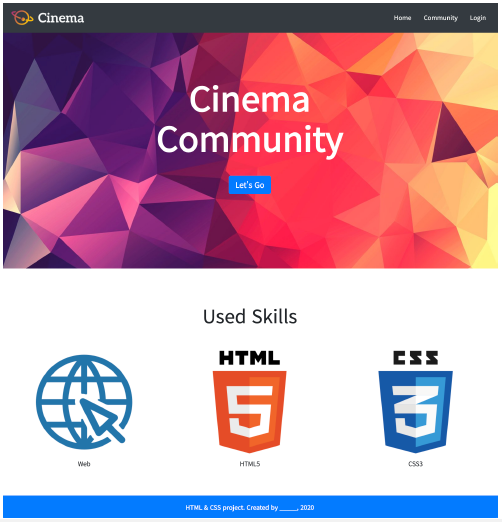 Cinema
Home Community Login
Cinema
Community
Let's Go
Used Skills
HTML
5
CSS
3
Web
HTML5
CSS3
HTML & CSS project. Created by _____, 2020